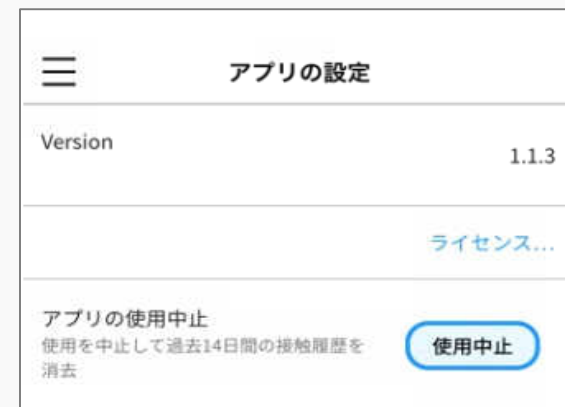 アプリの設定
Version
1.1.3
ライセンス...
アプリの使用中止
使用を中止して過去14日間の接触履歴を
消去
使用中止